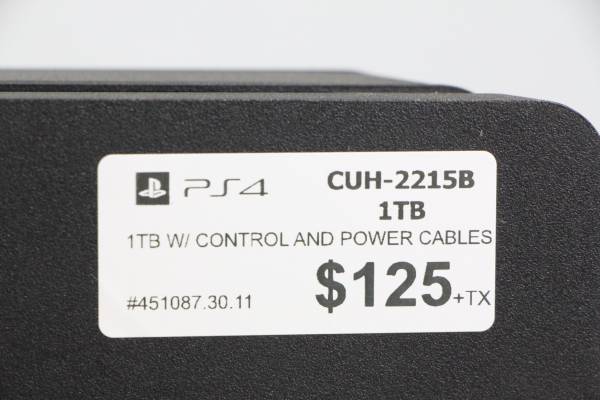 PS4 CUH-2215B
1TB
1TB W/ CONTROL AND POWER CABLES
#451087.30.11 $125+TX